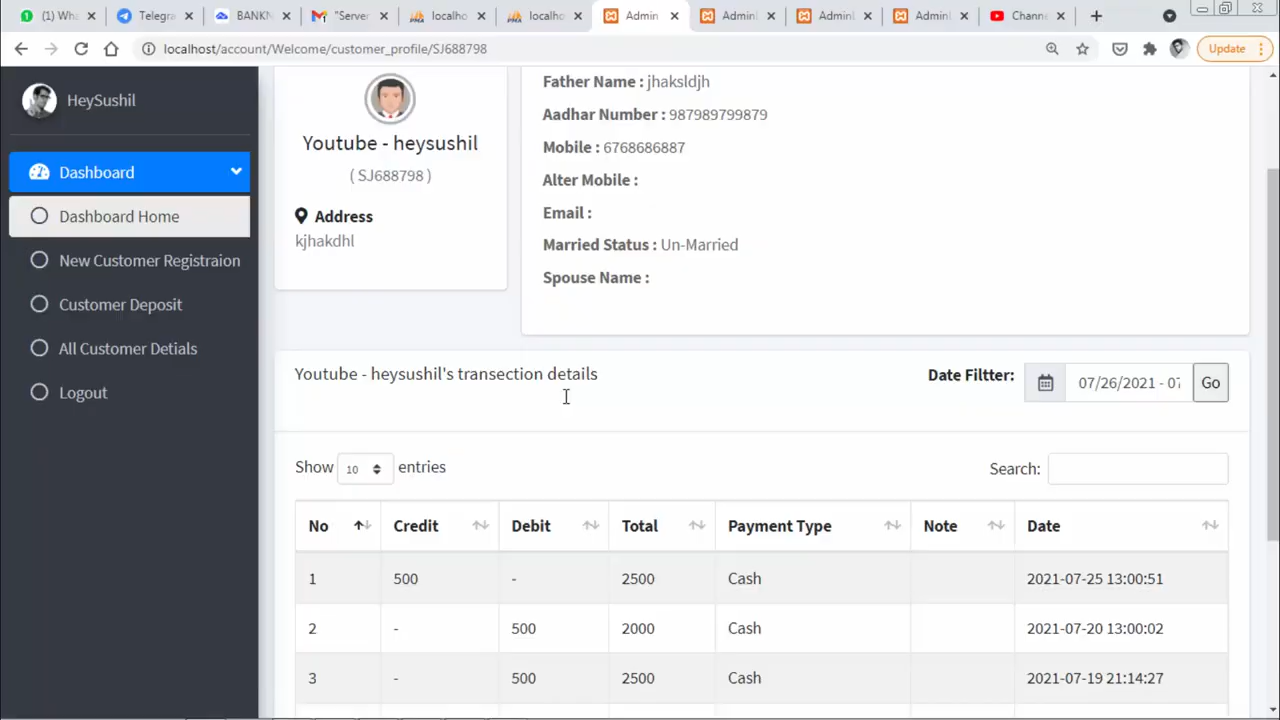 (1) Wha
Telegra
BANKN
"Server
localho
localho
Admin
Admin
Admin
Admin
Chann
localhost/account/Welcome/customer_profile/SJ688798
Update
HeySushil
Dashboard
Dashboard Home
New Customer Registraion
Customer Deposit
All Customer Detials
Logout
Youtube - heysushil
( SJ688798 )
Address
kjhakdhl
Father Name : jhaksldjh
Aadhar Number : 987989799879
Mobile : 6768686887
Alter Mobile :
Email :
Married Status : Un-Married
Spouse Name :
Youtube - heysushil's transection details
Date Filtter:
07/26/2021 - 07
Go
Show 10 entries
Search:
No Credit Debit Total Payment Type Note Date
1 500 - 2500 Cash 2021-07-25 13:00:51
2 - 500 2000 Cash 2021-07-20 13:00:02
3 - 500 2500 Cash 2021-07-19 21:14:27